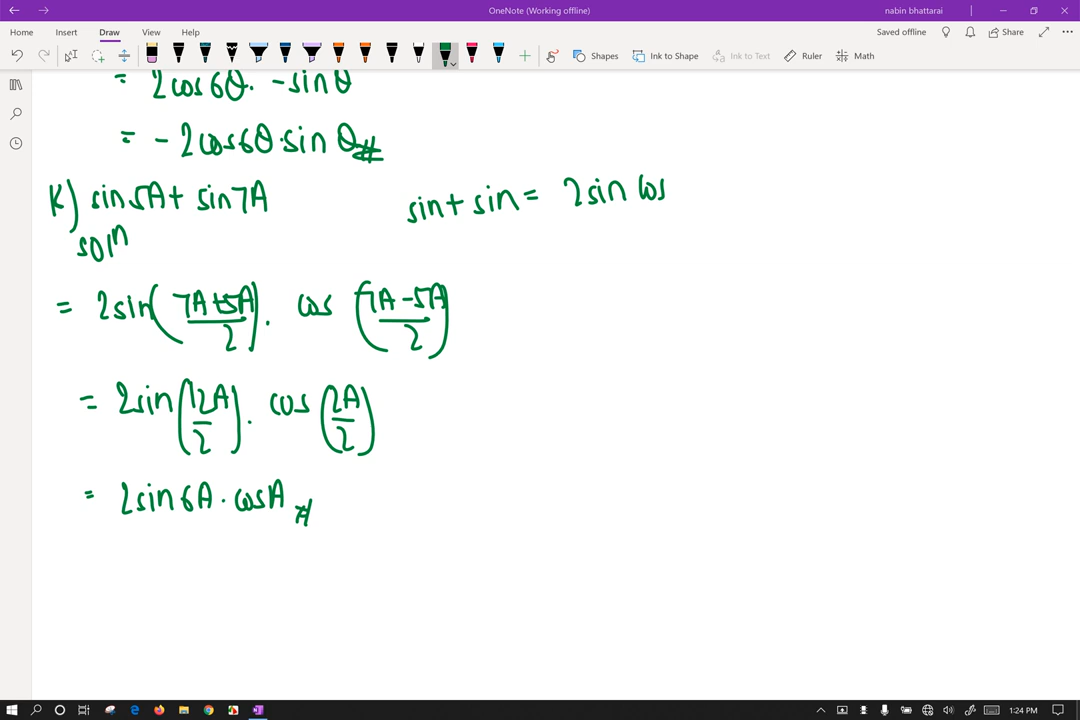 OneNote (Working offline)
nabin bhattarai
Home Insert Draw View Help
Saved offline Share
Shapes Ink to Shape Ink to Text Ruler Math
= 2cos6θ. -sinθ
= -2cos6θ·sinθ#
K) sin5A+ sin7A
sin+ sin = 2sin cos
solⁿ
= 2sin(7A+5A/2). cos (7A-5A/2)
= 2sin(12A/2). cos (2A/2)
= 2sin6A·cosA #
1:24 PM